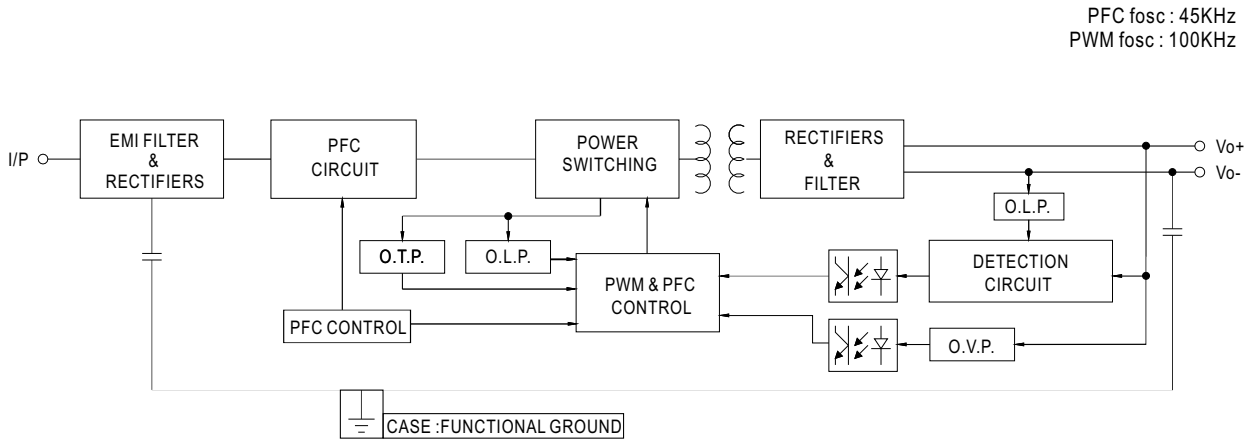 PFC fosc : 45KHz
PWM fosc : 100KHz
I/P
EMI FILTER
&
RECTIFIERS
PFC
CIRCUIT
POWER
SWITCHING
RECTIFIERS
&
FILTER
Vo+
Vo-
O.L.P.
O.T.P.
O.L.P.
PWM & PFC
CONTROL
DETECTION
CIRCUIT
PFC CONTROL
O.V.P.
CASE :FUNCTIONAL GROUND